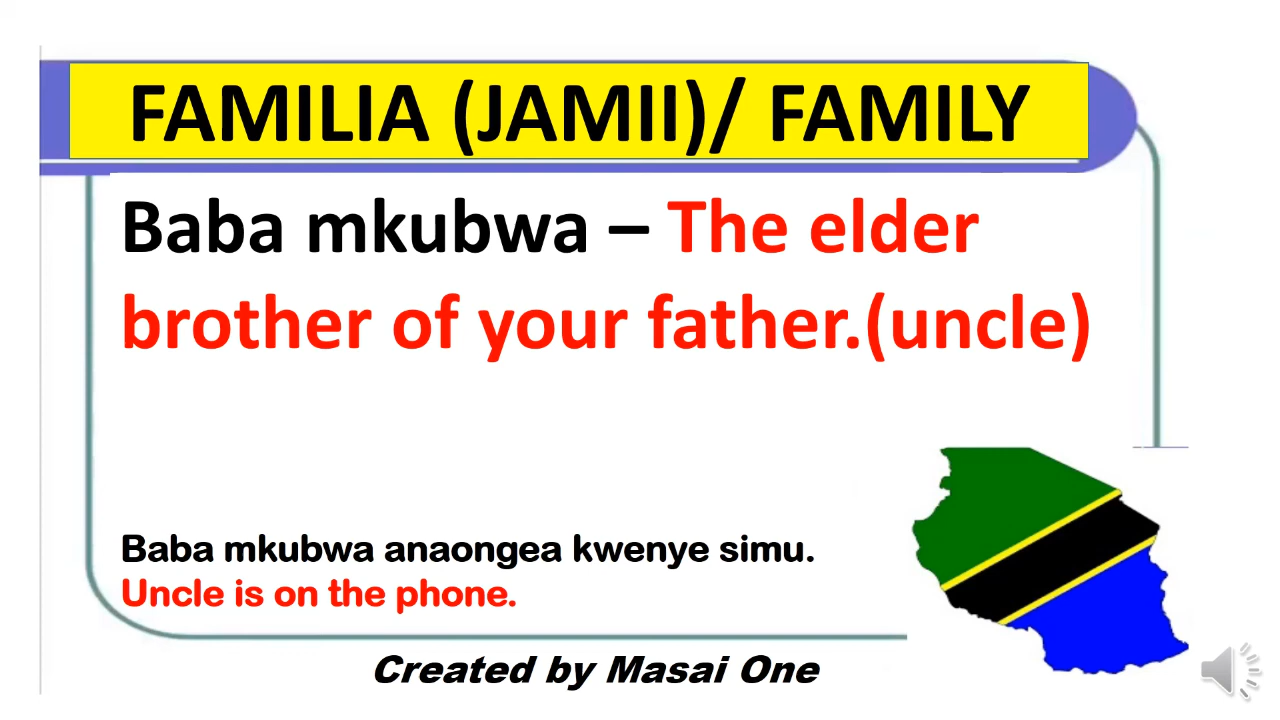 FAMILIA (JAMII)/ FAMILY
Baba mkubwa – The elder
brother of your father.(uncle)
Baba mkubwa anaongea kwenye simu.
Uncle is on the phone.
Created by Masai One